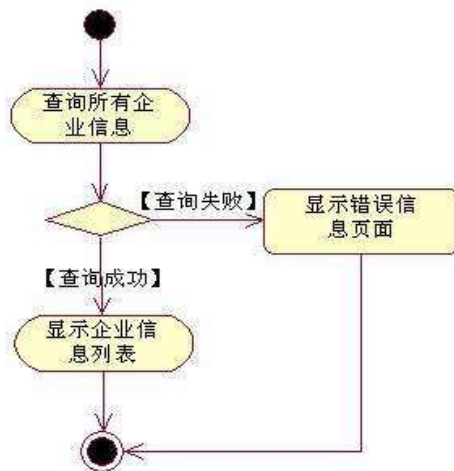 查询所有企
业信息
【查询失败】
显示错误信
息页面
【查询成功】
显示企业信
息列表